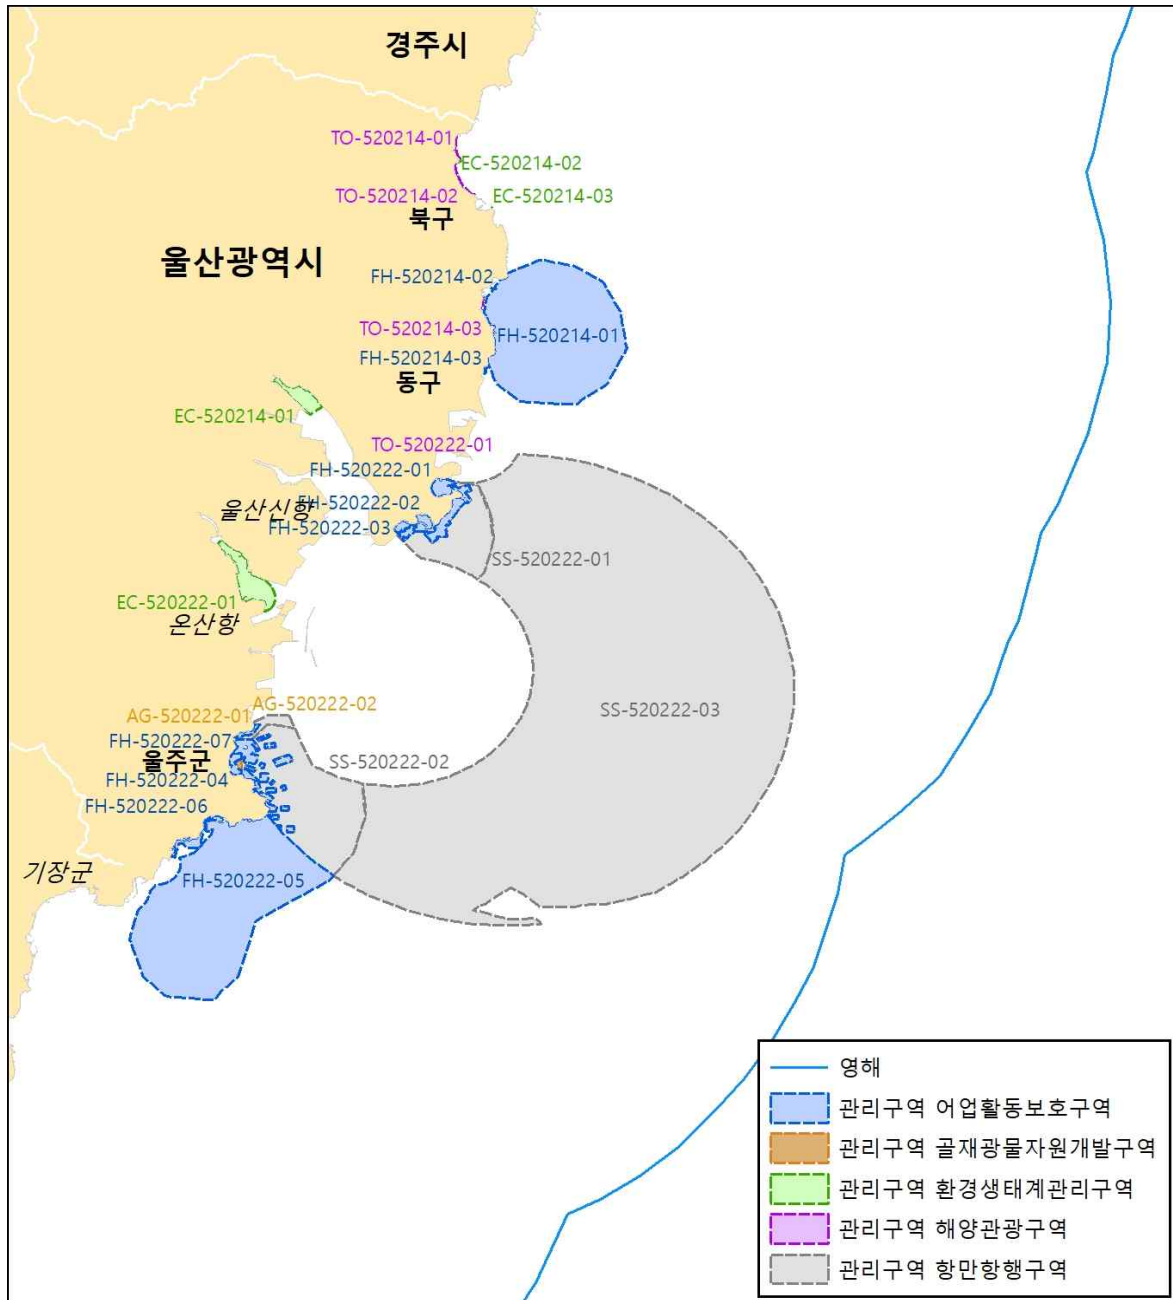 경주시
TO-520214-01
EC-520214-02
TO-520214-02
EC-520214-03
북구
울산광역시
FH-520214-02
TO-520214-03
FH-520214-01
FH-520214-03
동구
EC-520214-01
TO-520222-01
FH-520222-01
울산신항
FH-520222-02
FH-520222-03
SS-520222-01
EC-520222-01
온산항
AG-520222-02
AG-520222-01
SS-520222-03
FH-520222-07
울주군
SS-520222-02
FH-520222-04
FH-520222-06
기장군
FH-520222-05
영해
관리구역 어업활동보호구역
관리구역 골재광물자원개발구역
관리구역 환경생태계관리구역
관리구역 해양관광구역
관리구역 항만항행구역